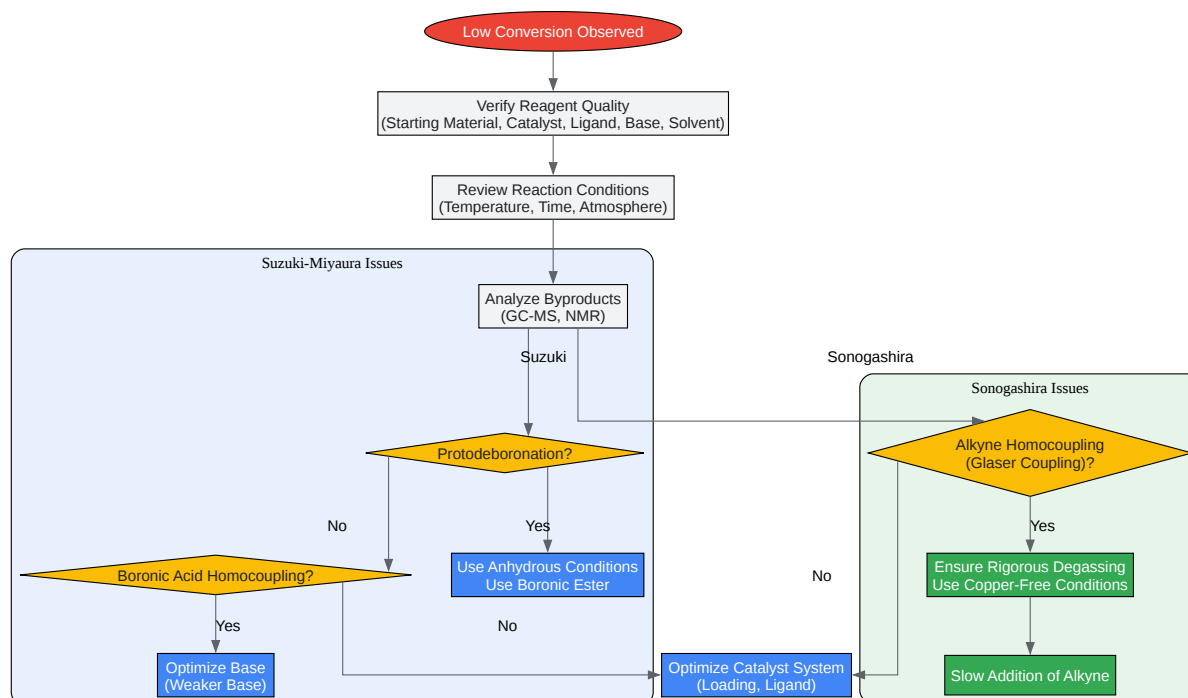 Low Conversion Observed
Verify Reagent Quality
(Starting Material, Catalyst, Ligand, Base, Solvent)
Review Reaction Conditions
(Temperature, Time, Atmosphere)
Suzuki-Miyaura Issues
Analyze Byproducts
(GC-MS, NMR)
Suzuki
Sonogashira
Sonogashira Issues
Protodeboronation?
Alkyne Homocoupling
(Glaser Coupling)?
No
Yes
Yes
Boronic Acid Homocoupling?
Use Anhydrous Conditions
Use Boronic Ester
No
Ensure Rigorous Degassing
Use Copper-Free Conditions
Yes
No
Optimize Base
(Weaker Base)
Optimize Catalyst System
(Loading, Ligand)
Slow Addition of Alkyne